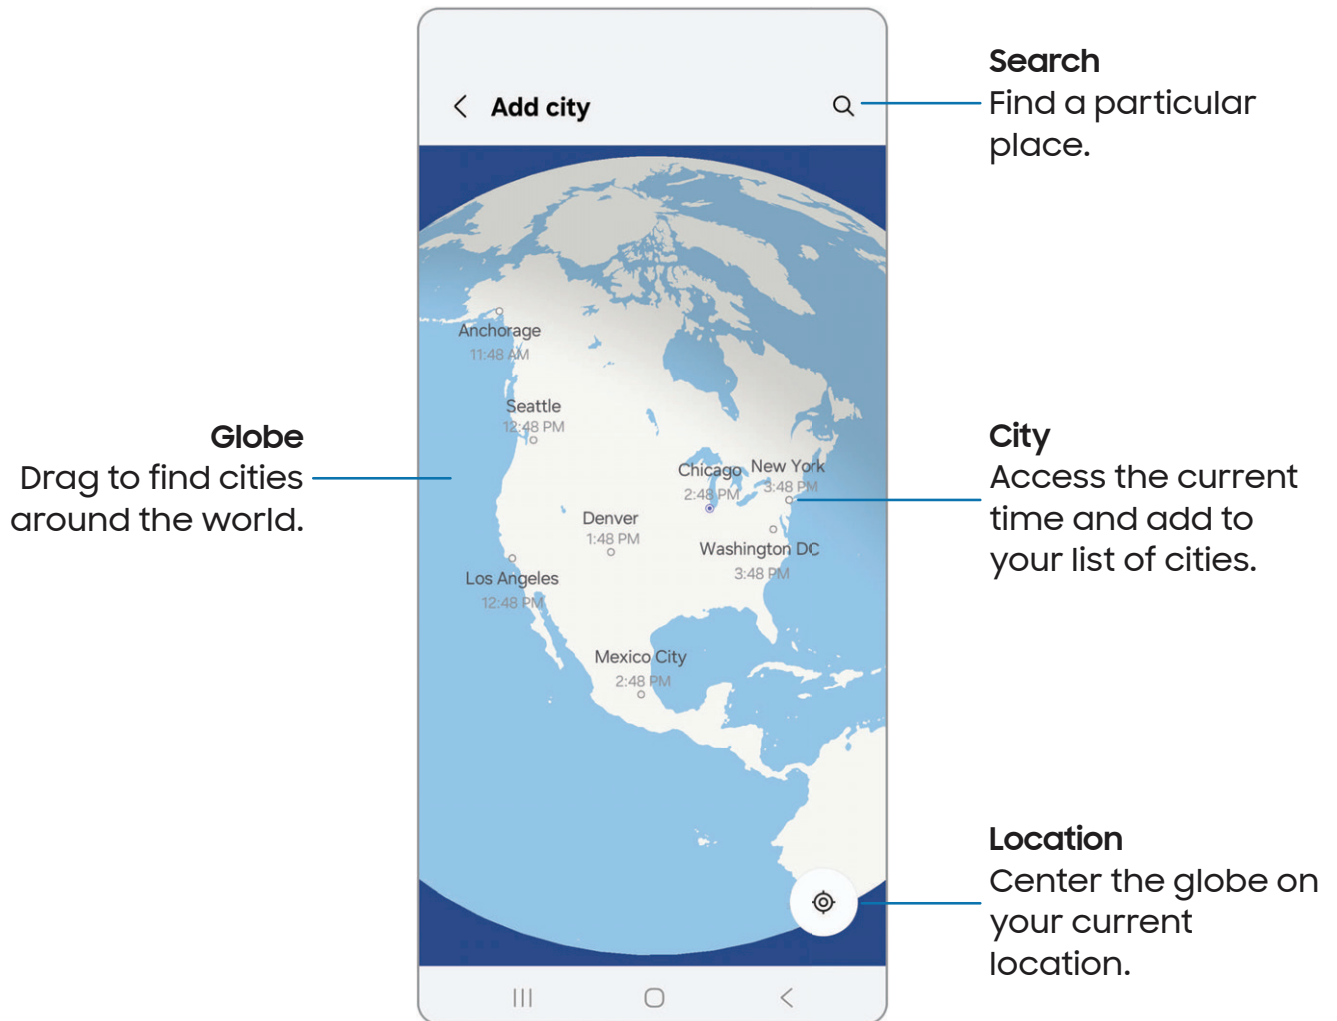 Search
Find a particular
place.
Add city
Anchorage
11:48 AM
Seattle
12:48 PM
Chicago
2:48 PM
New York
3:48 PM
Denver
1:48 PM
Washington DC
3:48 PM
Los Angeles
12:48 PM
Mexico City
2:48 PM
Globe
Drag to find cities
around the world.
City
Access the current
time and add to
your list of cities.
Location
Center the globe on
your current
location.